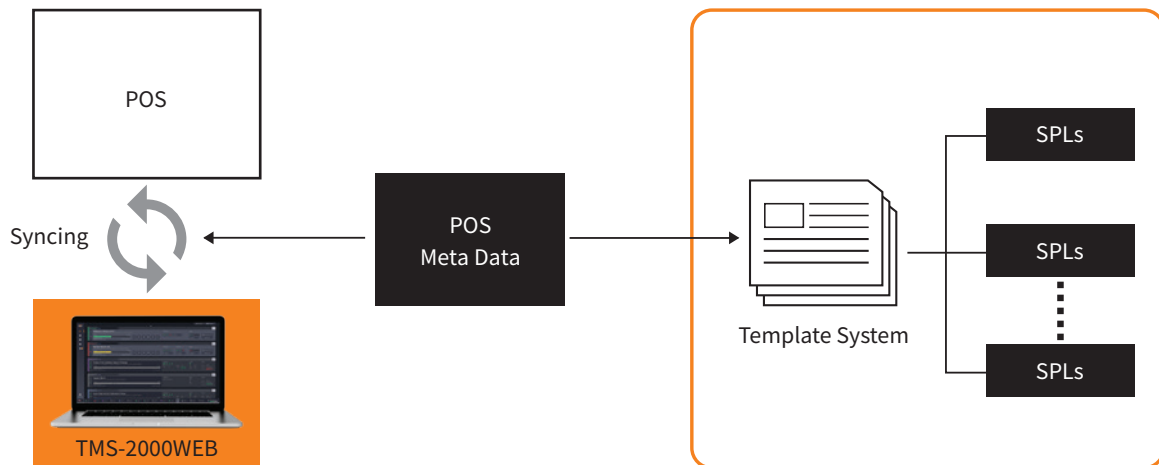 POS
Syncing
TMS-2000WEB
POS
Meta Data
Template System
SPLs
SPLs
SPLs